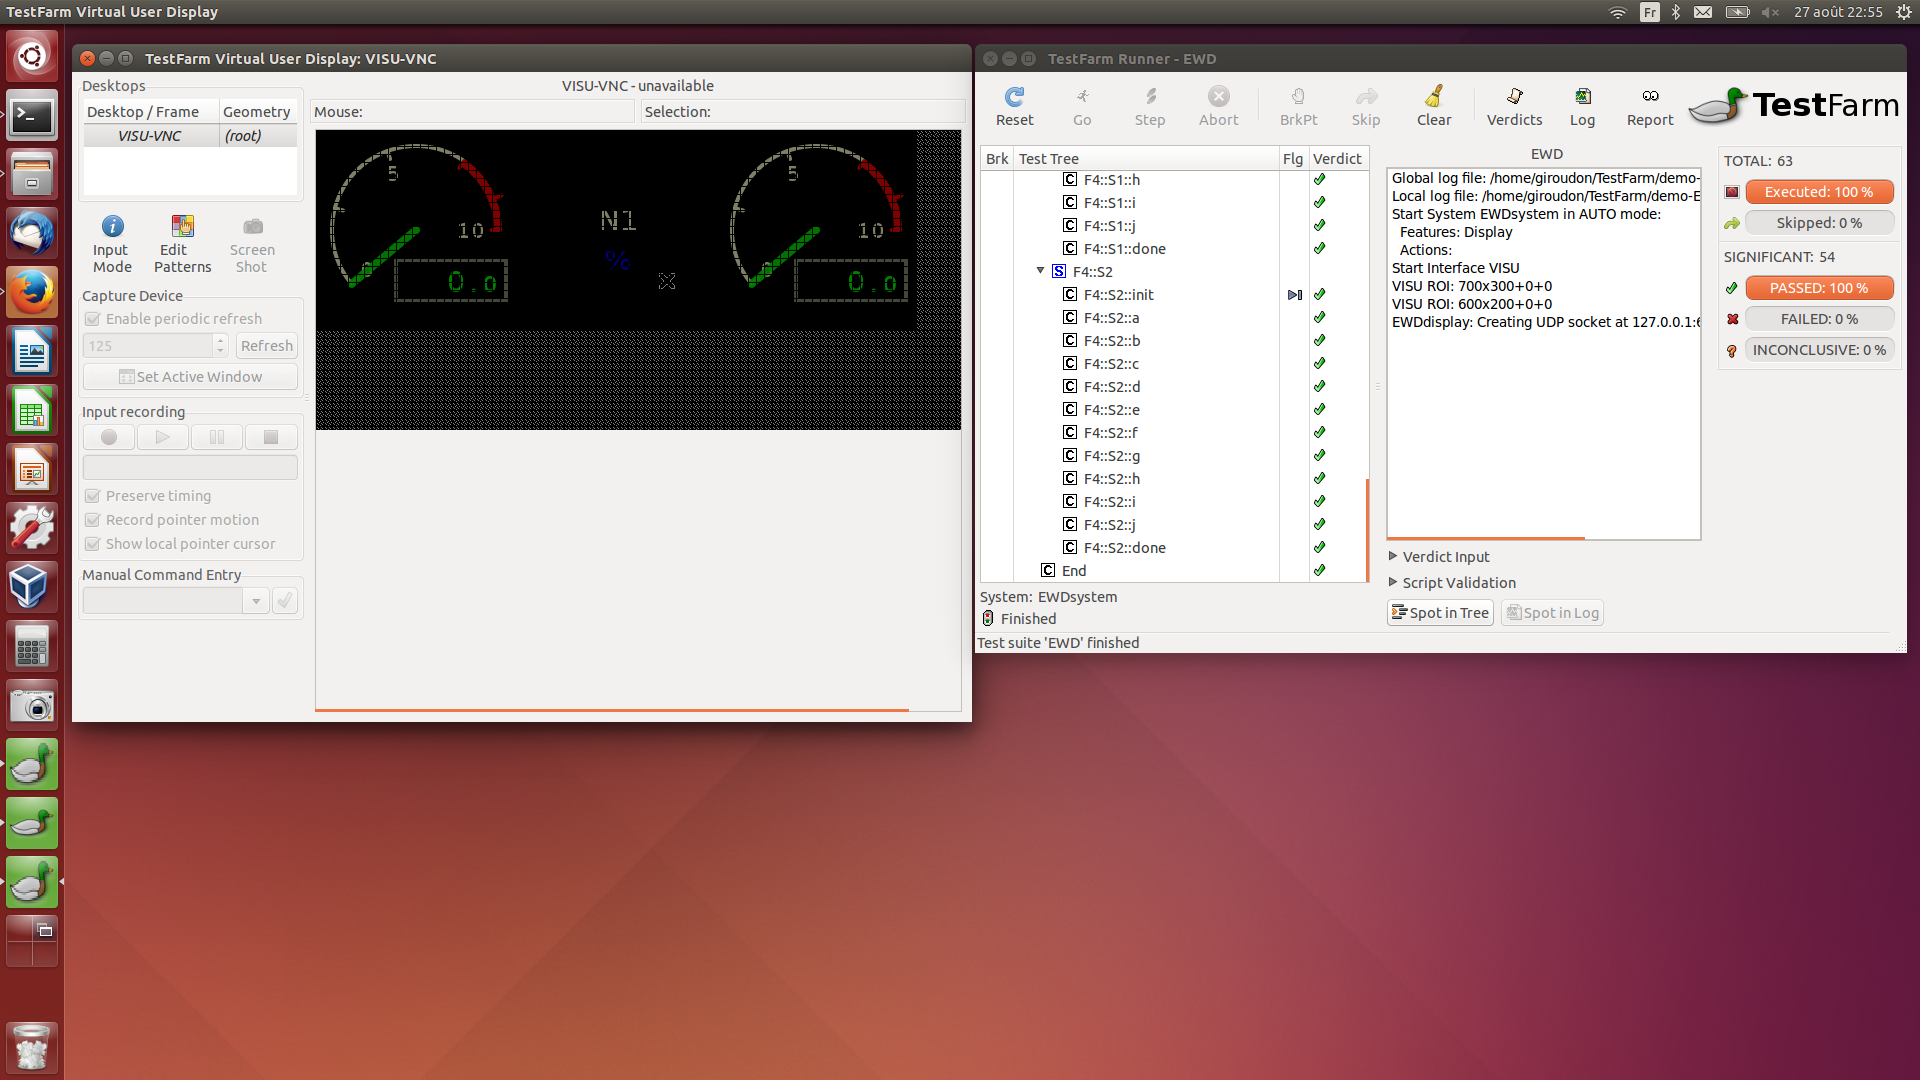 TestFarm Virtual User Display
Fr
27 août 22:55
TestFarm Virtual User Display: VISU-VNC
Desktops
Desktop / Frame
Geometry
VISU-VNC
(root)
Input Mode
Edit Patterns
Screen Shot
Capture Device
Enable periodic refresh
125
Refresh
Set Active Window
Input recording
Preserve timing
Record pointer motion
Show local pointer cursor
Manual Command Entry
VISU-VNC - unavailable
Mouse:
Selection:
5
10
0
0.0
N1
%
5
10
0
0.0
TestFarm Runner - EWD
Reset
Go
Step
Abort
BrkPt
Skip
Clear
Verdicts
Log
Report
TestFarm
Brk
Test Tree
Flg
Verdict
C F4::S1::h
C F4::S1::i
C F4::S1::j
C F4::S1::done
S F4::S2
C F4::S2::init
C F4::S2::a
C F4::S2::b
C F4::S2::c
C F4::S2::d
C F4::S2::e
C F4::S2::f
C F4::S2::g
C F4::S2::h
C F4::S2::i
C F4::S2::j
C F4::S2::done
C End
System: EWDsystem
Finished
Test suite 'EWD' finished
EWD
Global log file: /home/giroudon/TestFarm/demo-
Local log file: /home/giroudon/TestFarm/demo-E
Start System EWDsystem in AUTO mode:
Features: Display
Actions:
Start Interface VISU
VISU ROI: 700x300+0+0
VISU ROI: 600x200+0+0
EWDdisplay: Creating UDP socket at 127.0.0.1:6
Verdict Input
Script Validation
Spot in Tree
Spot in Log
TOTAL: 63
Executed: 100 %
Skipped: 0 %
SIGNIFICANT: 54
PASSED: 100 %
FAILED: 0 %
INCONCLUSIVE: 0 %